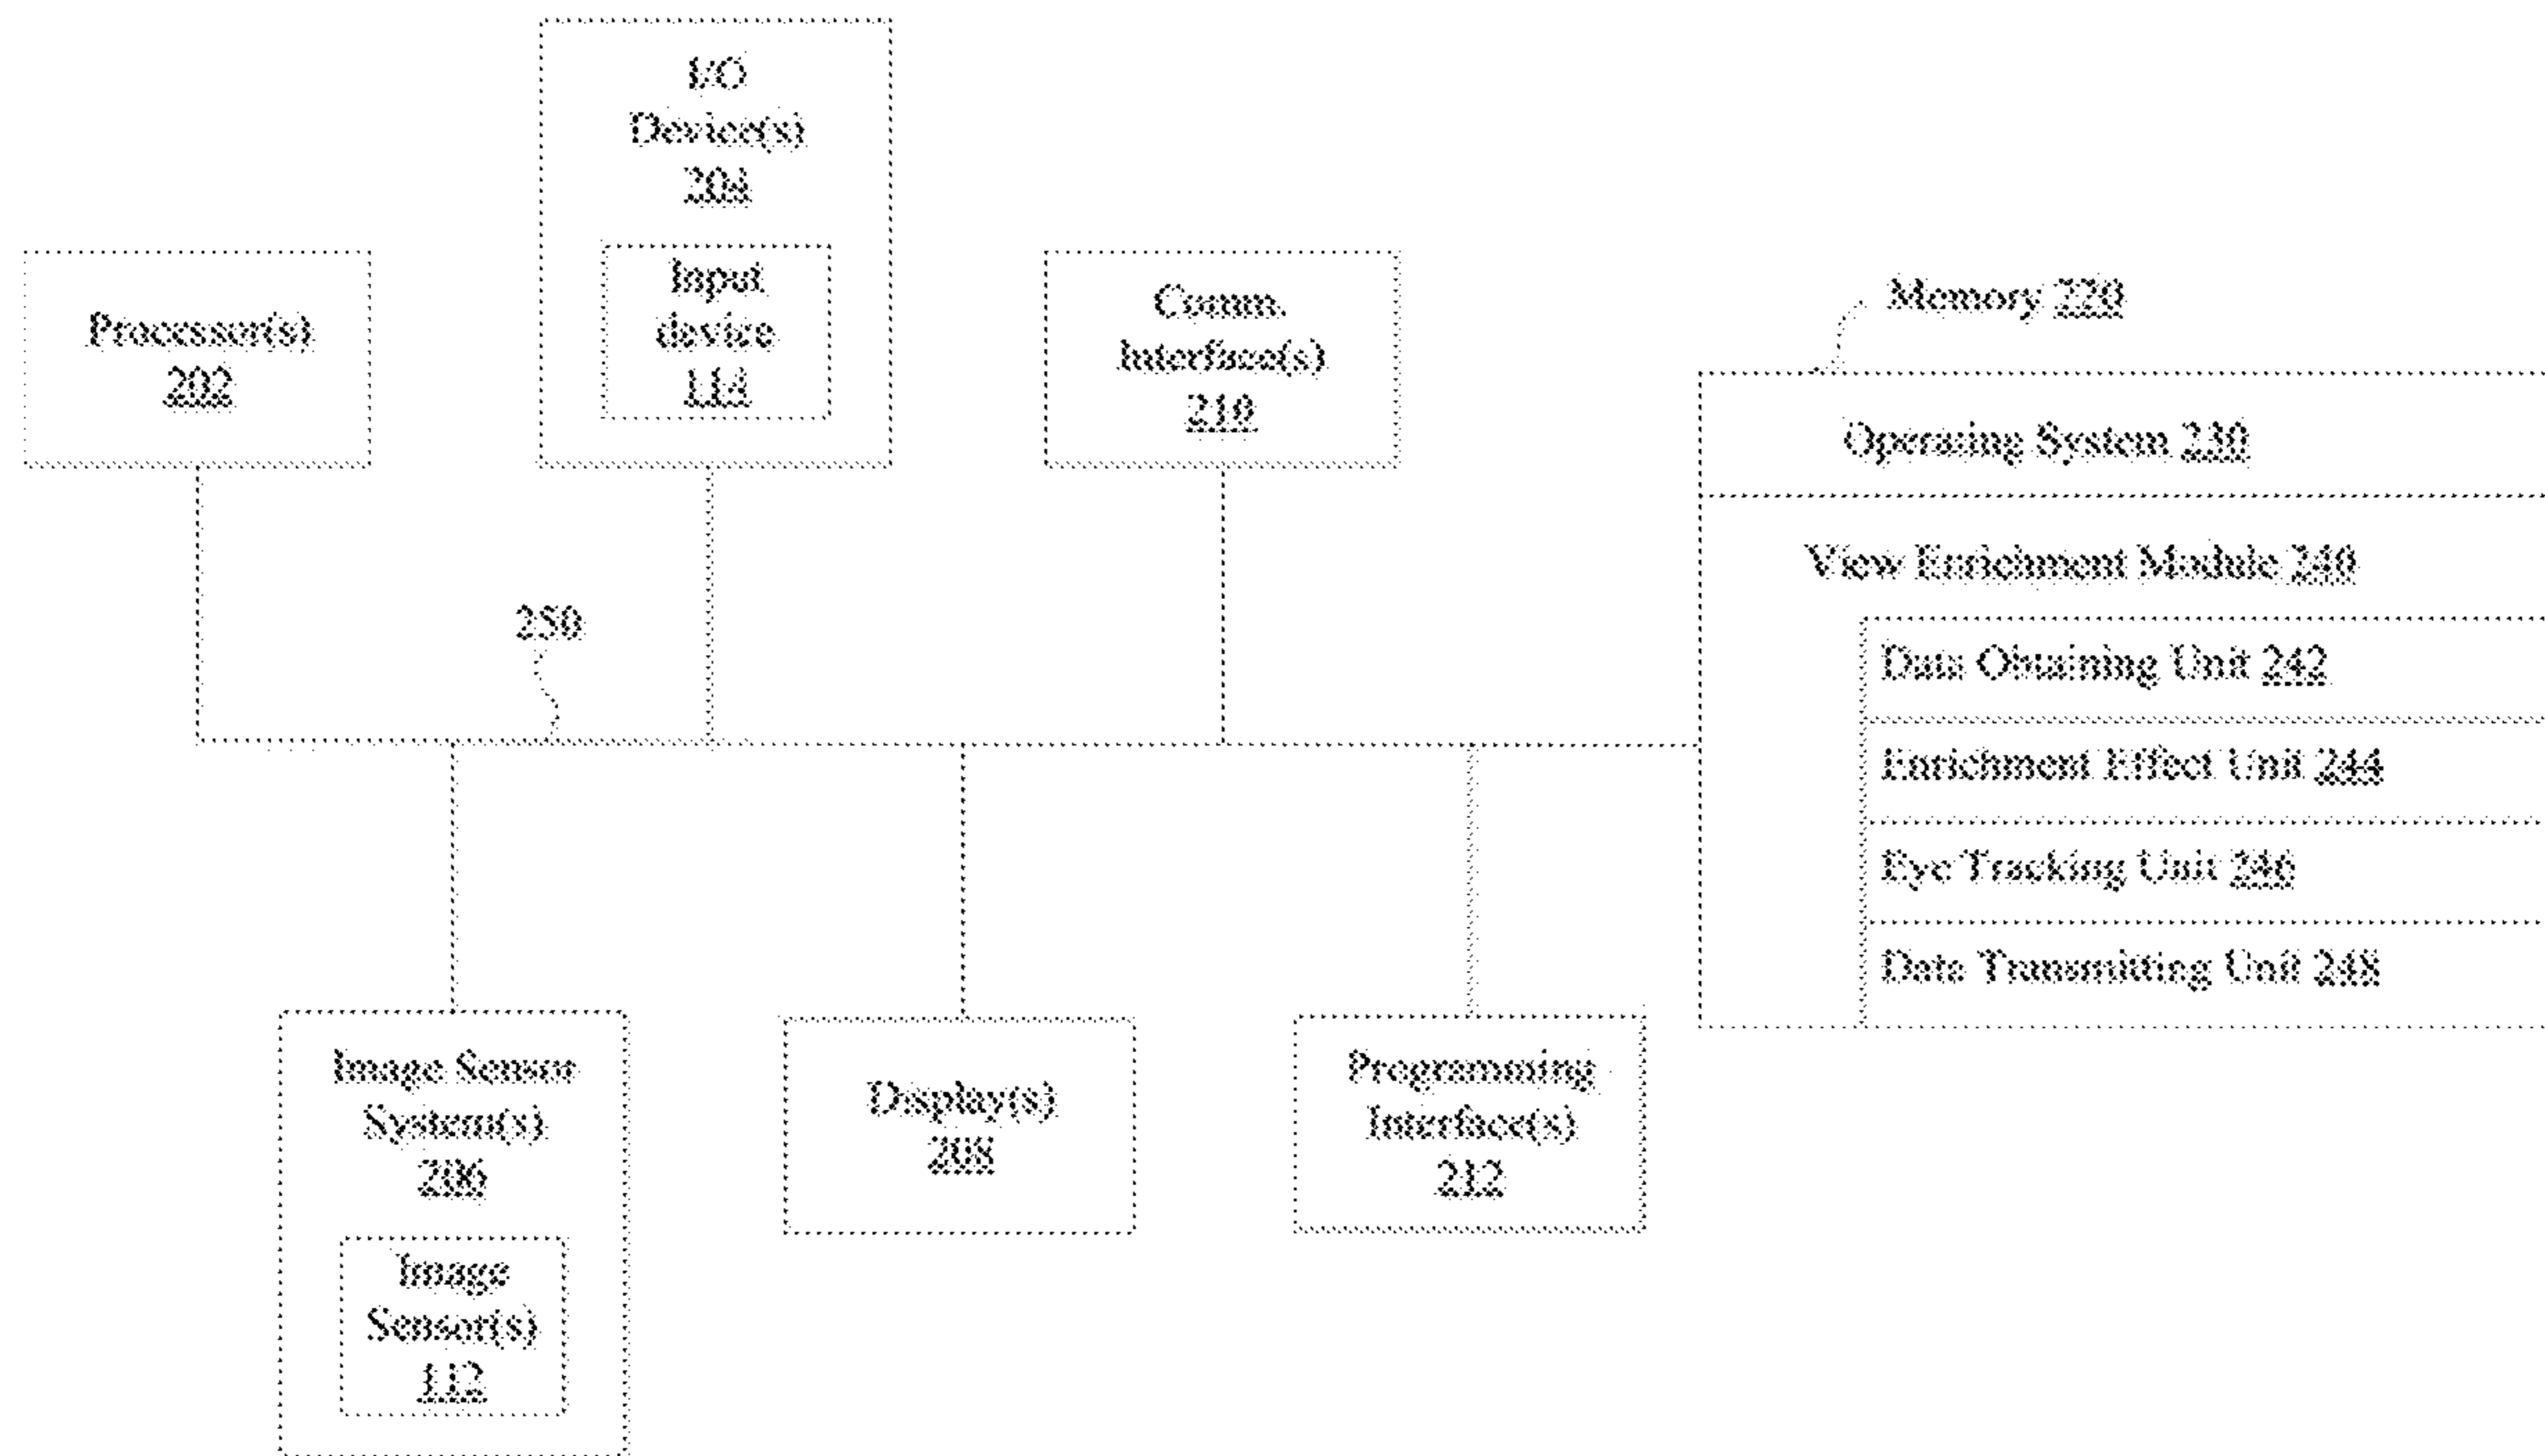 I/O
Device(s)
204
Input
device
114
Processor(s)
202
Comm.
Interface(s)
210
Memory 220
Operating System 230
View Enrichment Module 240
Data Obtaining Unit 242
Enrichment Effect Unit 244
Eye Tracking Unit 246
Data Transmitting Unit 248
250
Image Sensor
System(s)
206
Image
Sensor(s)
112
Display(s)
208
Programming
Interface(s)
212